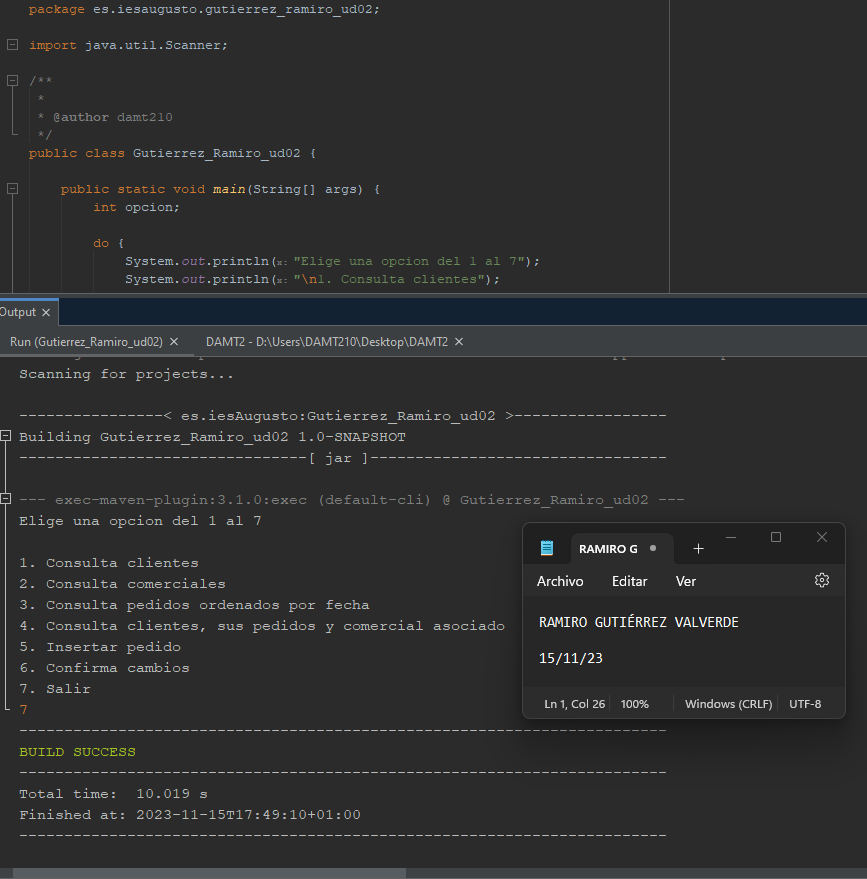 package es.iesaugusto.gutierrez_ramiro_ud02;
import java.util.Scanner;
/**
*
* @author damt210
*/
public class Gutierrez_Ramiro_ud02 {
public static void main(String[] args) {
int opcion;
do {
System.out.println(x: "Elige una opcion del 1 al 7");
System.out.println(x: "\n1. Consulta clientes");
Output
Run (Gutierrez_Ramiro_ud02) DAMT2 - D:\Users\DAMT210\Desktop\DAMT2
Scanning for projects...
----------------< es.iesAugusto:Gutierrez_Ramiro_ud02 >-----------------
Building Gutierrez_Ramiro_ud02 1.0-SNAPSHOT
--------------------------------[ jar ]---------------------------------
--- exec-maven-plugin:3.1.0:exec (default-cli) @ Gutierrez_Ramiro_ud02 ---
Elige una opcion del 1 al 7
1. Consulta clientes
2. Consulta comerciales
3. Consulta pedidos ordenados por fecha
4. Consulta clientes, sus pedidos y comercial asociado
5. Insertar pedido
6. Confirma cambios
7. Salir
7
------------------------------------------------------------------------
BUILD SUCCESS
------------------------------------------------------------------------
Total time:  10.019 s
Finished at: 2023-11-15T17:49:10+01:00
------------------------------------------------------------------------
RAMIRO G
Archivo Editar Ver
RAMIRO GUTIÉRREZ VALVERDE
15/11/23
Ln 1, Col 26 100% Windows (CRLF) UTF-8